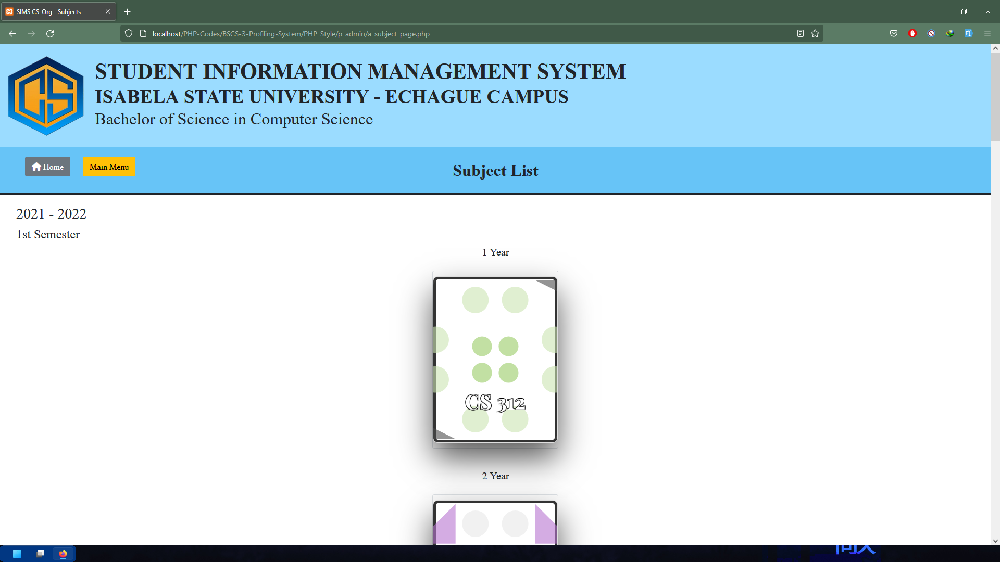 SIMS CS-Org - Subjects
localhost/PHP-Codes/BSCS-3-Profiling-System/PHP_Style/p_admin/a_subject_page.php
CS
STUDENT INFORMATION MANAGEMENT SYSTEM
ISABELA STATE UNIVERSITY - ECHAGUE CAMPUS
Bachelor of Science in Computer Science
Home
Main Menu
Subject List
2021 - 2022
1st Semester
1 Year
CS 312
2 Year